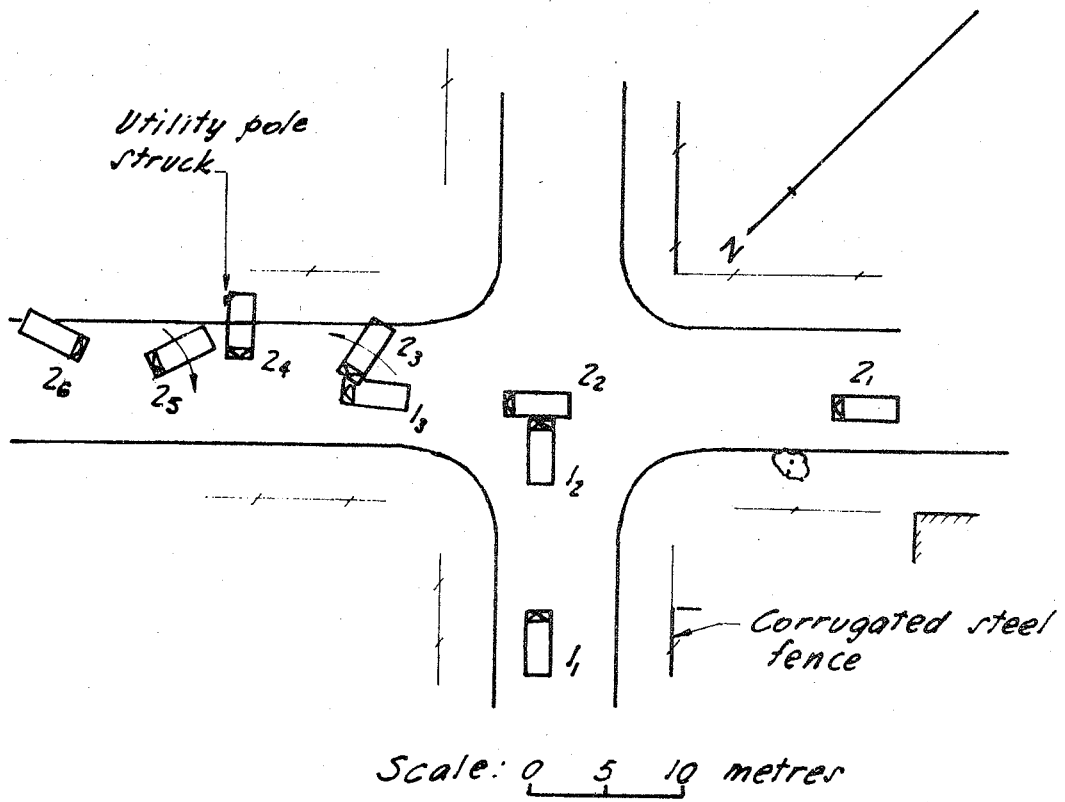 Utility pole
struck
N
2₁
2₂
2₃
2₄
2₅
2₆
1₃
1₂
1₁
Corrugated steel
fence
Scale: 0 5 10 metres